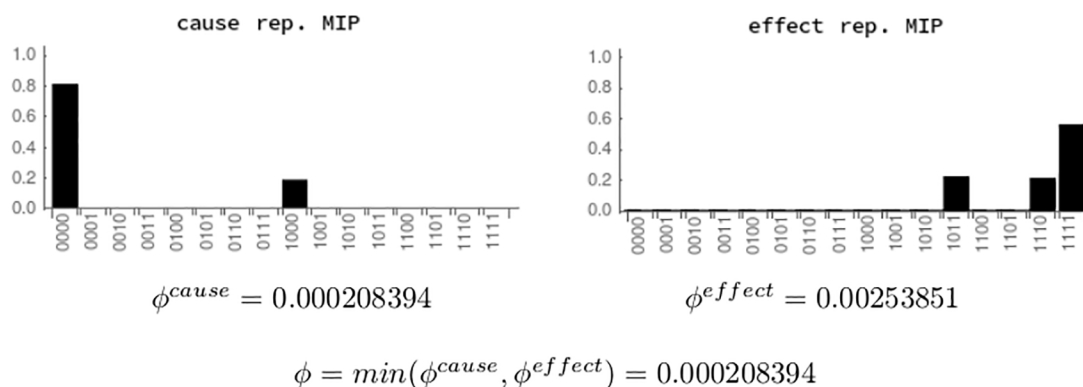 cause rep. MIP
1.0
0.8
0.6
0.4
0.2
0.0
0000 0001 0010 0011 0100 0101 0110 0111 1000 1001 1010 1011 1100 1101 1110 1111
effect rep. MIP
1.0
0.8
0.6
0.4
0.2
0.0
0000 0001 0010 0011 0100 0101 0110 0111 1000 1001 1010 1011 1100 1101 1110 1111
ϕ^cause = 0.000208394
ϕ^effect = 0.00253851
ϕ = min(ϕ^cause, ϕ^effect) = 0.000208394